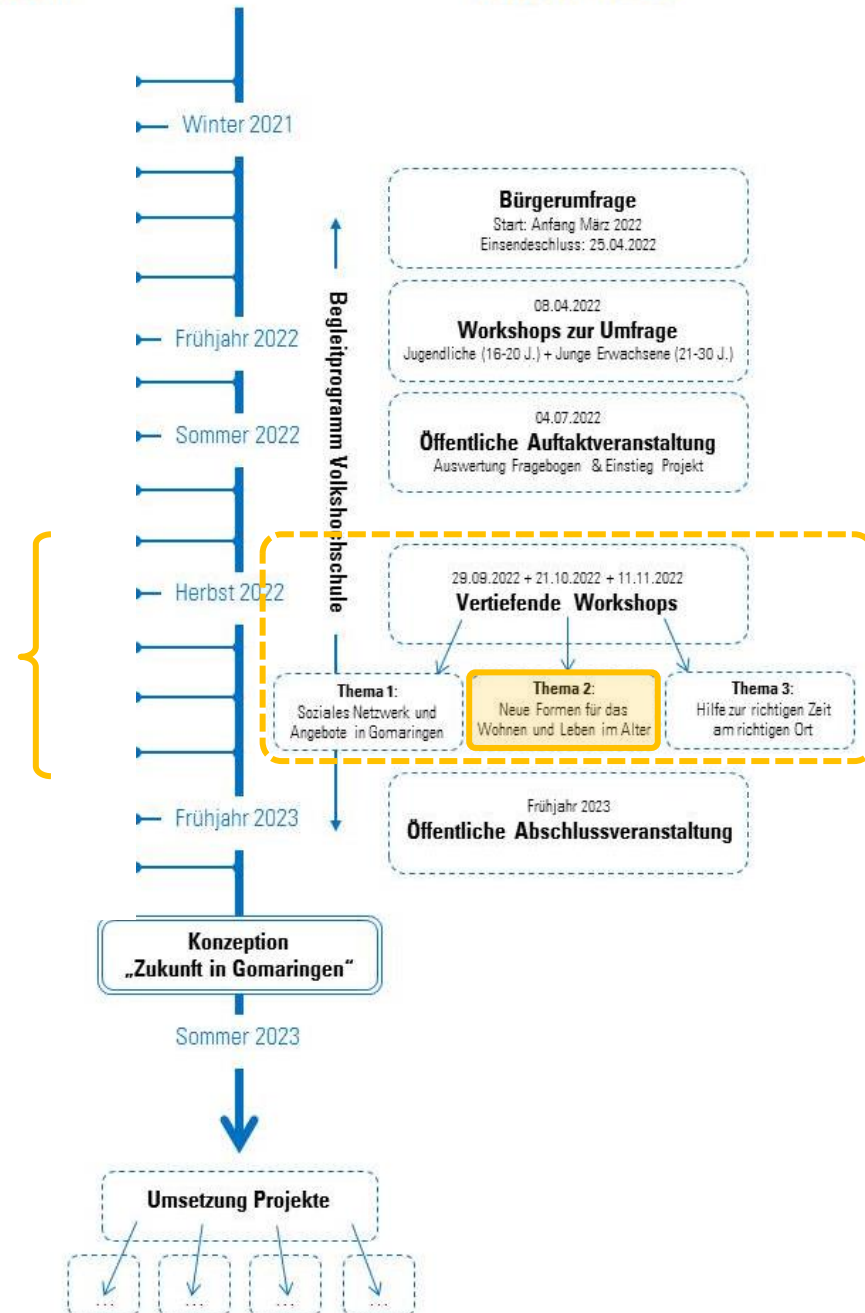 Winter 2021
Bürgerumfrage
Start: Anfang März 2022
Einsendeschluss: 25.04.2022
Begleitprogramm Volkshochschule
08.04.2022
Workshops zur Umfrage
Jugendliche (16-20 J.) + Junge Erwachsene (21-30 J.)
Frühjahr 2022
04.07.2022
Öffentliche Auftaktveranstaltung
Auswertung Fragebogen & Einstieg Projekt
Sommer 2022
29.09.2022 + 21.10.2022 + 11.11.2022
Vertiefende Workshops
Herbst 2022
Thema 1:
Soziales Netzwerk und
Angebote in Gomaringen
Thema 2:
Neue Formen für das
Wohnen und Leben im Alter
Thema 3:
Hilfe zur richtigen Zeit
am richtigen Ort
Frühjahr 2023
Frühjahr 2023
Öffentliche Abschlussveranstaltung
Konzeption
„Zukunft in Gomaringen“
Sommer 2023
Umsetzung Projekte
... ... ... ...